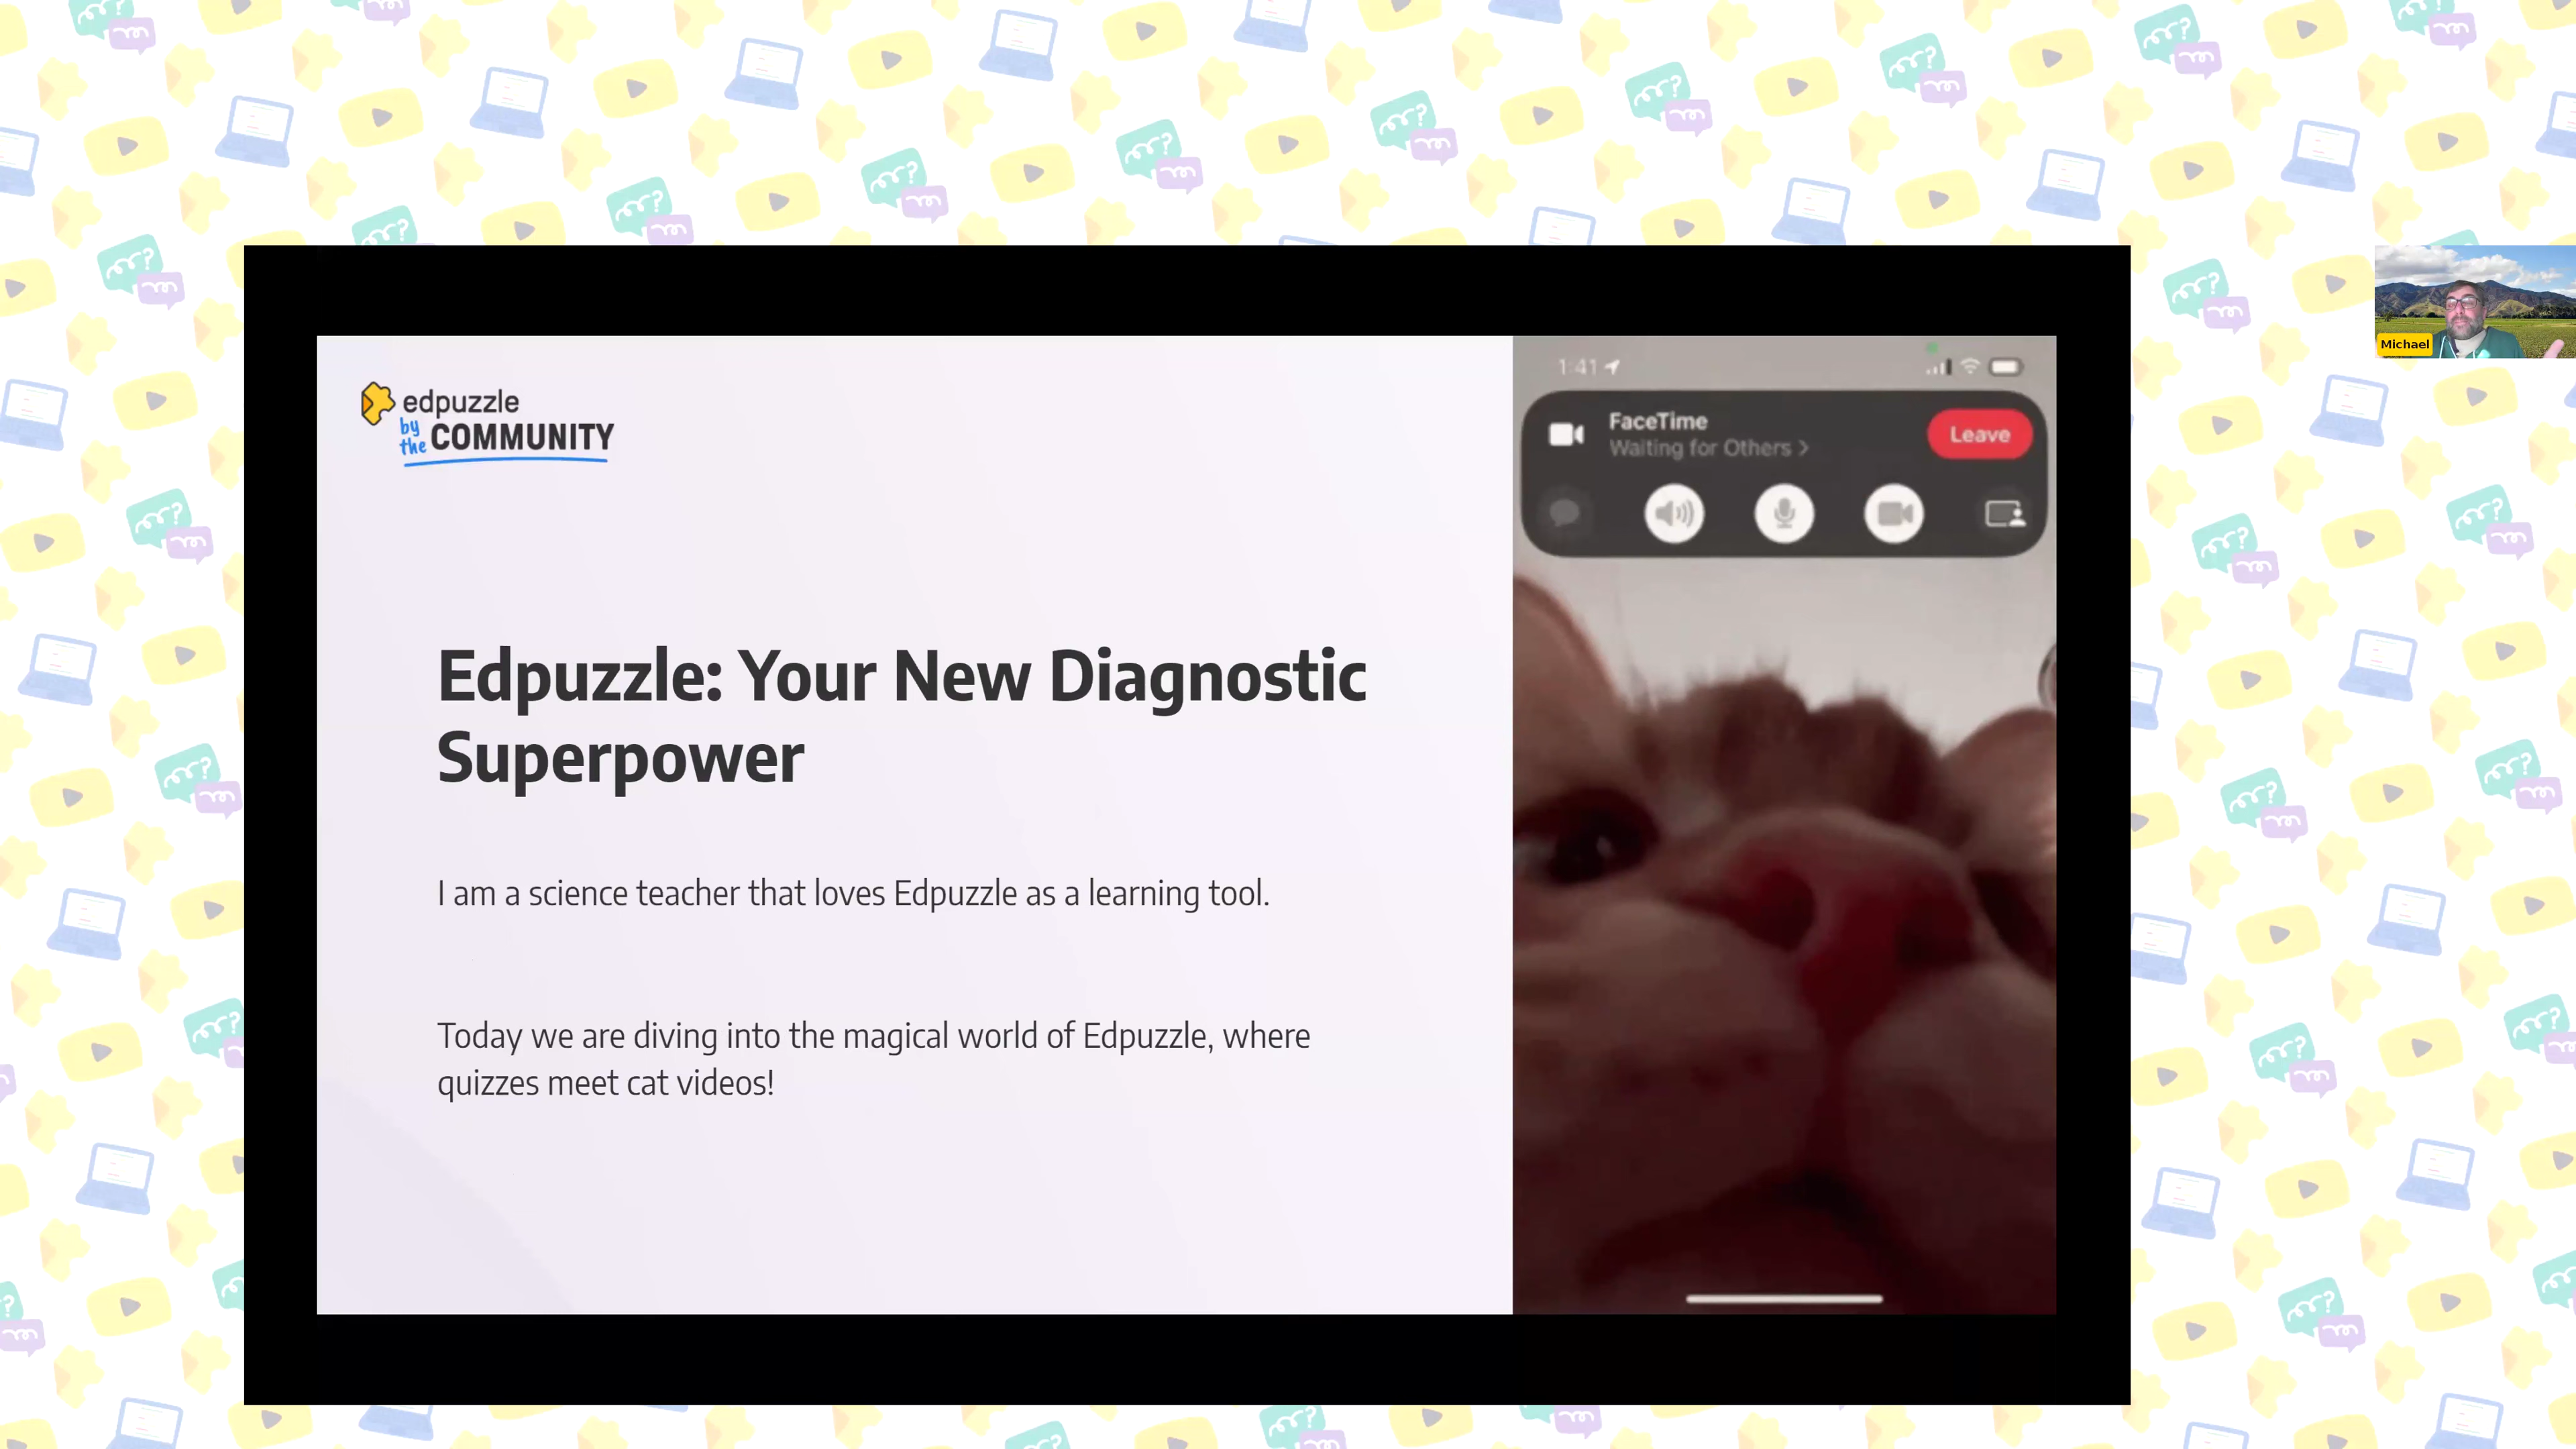 edpuzzle
by
the COMMUNITY
Edpuzzle: Your New Diagnostic
Superpower
I am a science teacher that loves Edpuzzle as a learning tool.
Today we are diving into the magical world of Edpuzzle, where
quizzes meet cat videos!
1:41
FaceTime
Waiting for Others >
Leave
Michael